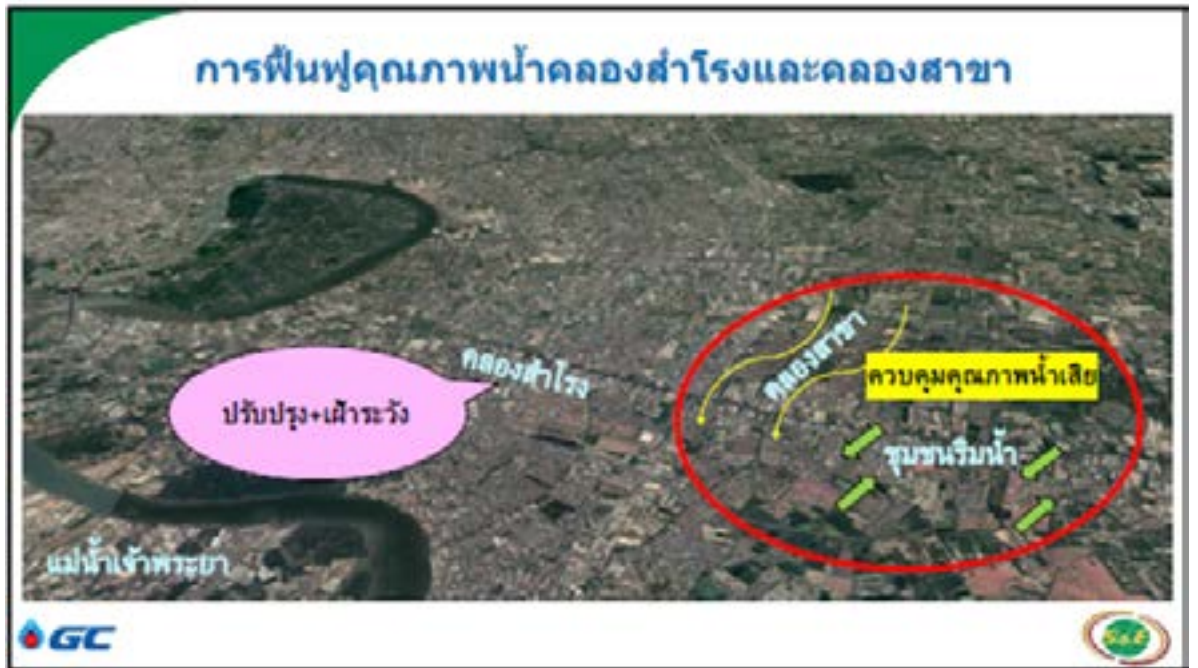 การฟื้นฟูคุณภาพน้ำคลองสำโรงและคลองสาขา
คลองสำโรง
คลองสาขา
ควบคุมคุณภาพน้ำเสีย
ปรับปรุง+เฝ้าระวัง
ชุมชนริมน้ำ
แม่น้ำเจ้าพระยา
GC